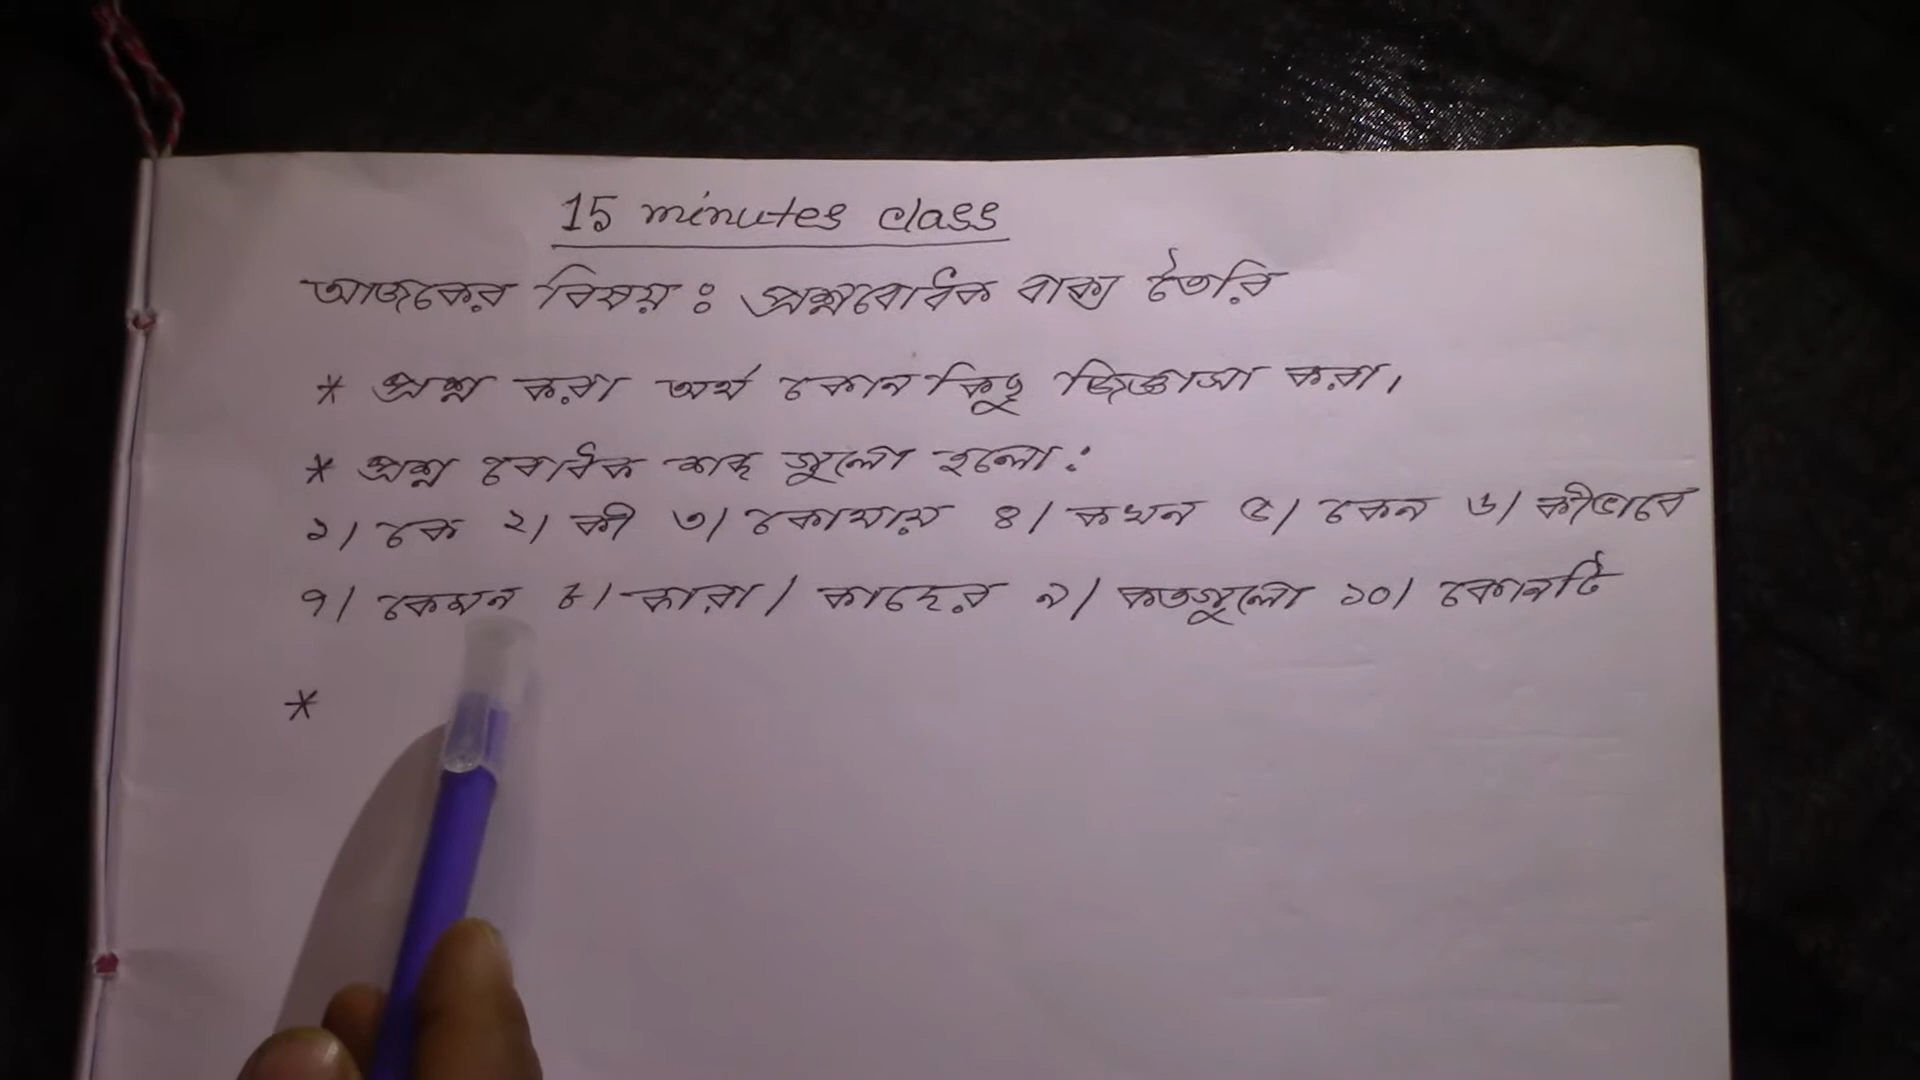 15 minutes class
আজকের বিষয় : প্রশ্নবোধক বাক্য তৈরি
* প্রশ্ন করা অর্থ কোন কিছু জিজ্ঞাসা করা।
* প্রশ্ন বোধক শব্দ গুলো হলো :
১/ কে ২/ কী ৩/ কোথায় ৪/ কখন ৫/ কেন ৬/ কীভাবে
৭/ কেমন ৮/ কারা / কাদের ৯/ কতগুলো ১০/ কোনটি
*